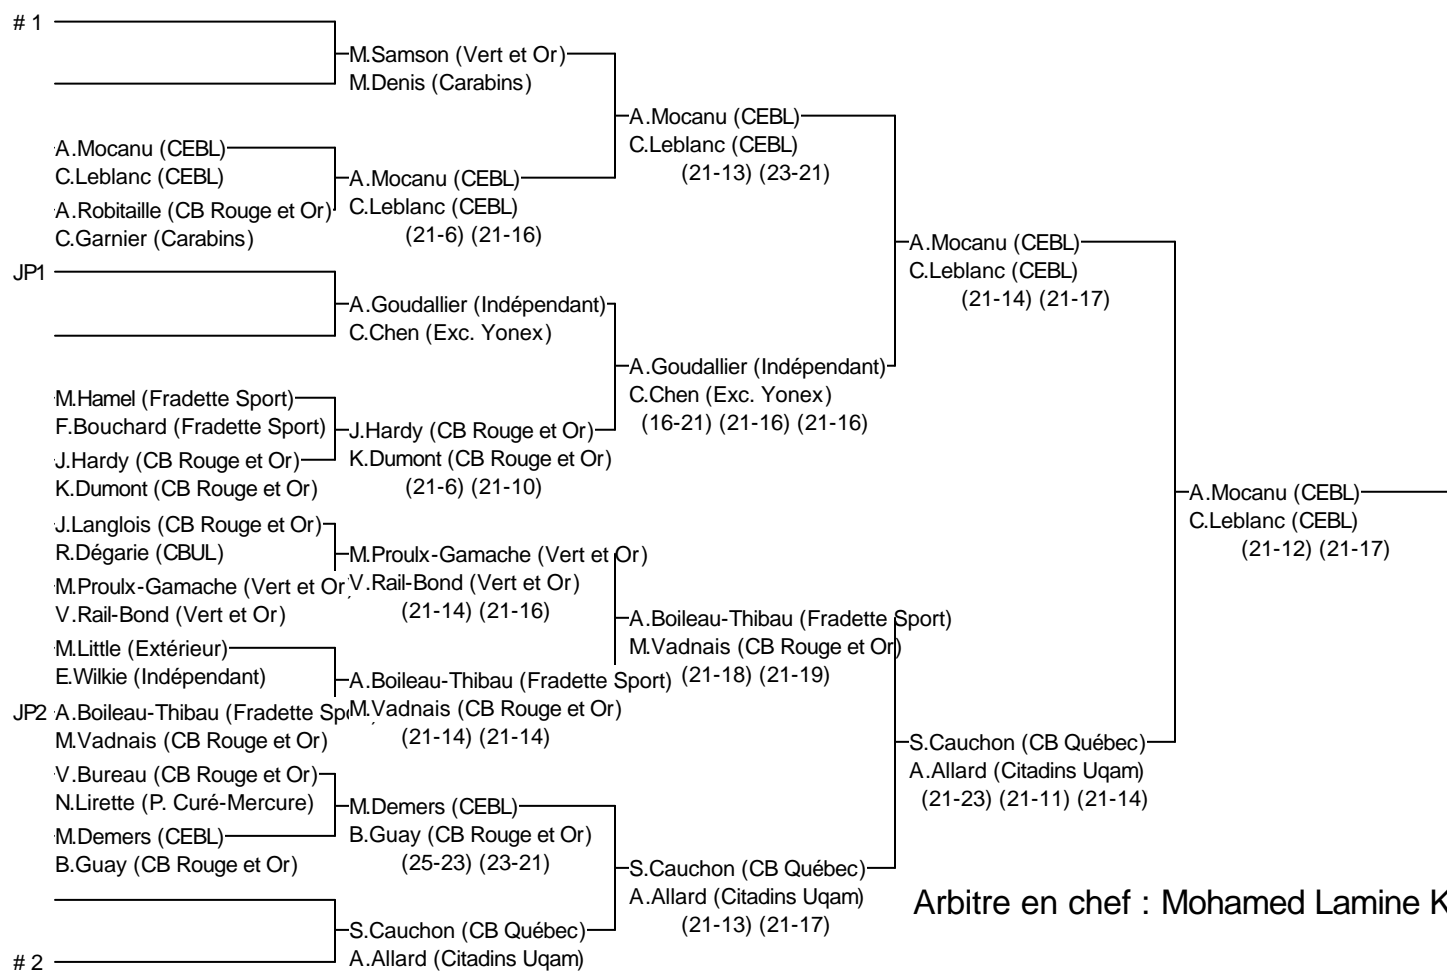 # 1
M.Samson (Vert et Or)
M.Denis (Carabins)
A.Mocanu (CEBL)
C.Leblanc (CEBL)
(21-13) (23-21)
A.Mocanu (CEBL)
C.Leblanc (CEBL)
A.Mocanu (CEBL)
C.Leblanc (CEBL)
(21-6) (21-16)
A.Robitaille (CB Rouge et Or)
C.Garnier (Carabins)
A.Mocanu (CEBL)
C.Leblanc (CEBL)
(21-14) (21-17)
JP1
A.Goudallier (Indépendant)
C.Chen (Exc. Yonex)
A.Goudallier (Indépendant)
C.Chen (Exc. Yonex)
(16-21) (21-16) (21-16)
M.Hamel (Fradette Sport)
F.Bouchard (Fradette Sport)
J.Hardy (CB Rouge et Or)
K.Dumont (CB Rouge et Or)
(21-6) (21-10)
J.Hardy (CB Rouge et Or)
K.Dumont (CB Rouge et Or)
A.Mocanu (CEBL)
C.Leblanc (CEBL)
(21-12) (21-17)
J.Langlois (CB Rouge et Or)
R.Dégarie (CBUL)
M.Proulx-Gamache (Vert et Or)
V.Rail-Bond (Vert et Or)
(21-14) (21-16)
M.Proulx-Gamache (Vert et Or
V.Rail-Bond (Vert et Or)
A.Boileau-Thibau (Fradette Sport)
M.Vadnais (CB Rouge et Or)
(21-18) (21-19)
M.Little (Extérieur)
E.Wilkie (Indépendant)
A.Boileau-Thibau (Fradette Sport)
M.Vadnais (CB Rouge et Or)
(21-14) (21-14)
JP2 A.Boileau-Thibau (Fradette Sp
M.Vadnais (CB Rouge et Or)
S.Cauchon (CB Québec)
A.Allard (Citadins Uqam)
(21-23) (21-11) (21-14)
V.Bureau (CB Rouge et Or)
N.Lirette (P. Curé-Mercure)
M.Demers (CEBL)
B.Guay (CB Rouge et Or)
(25-23) (23-21)
M.Demers (CEBL)
B.Guay (CB Rouge et Or)
S.Cauchon (CB Québec)
A.Allard (Citadins Uqam)
(21-13) (21-17)
Arbitre en chef : Mohamed Lamine K
S.Cauchon (CB Québec)
A.Allard (Citadins Uqam)
# 2